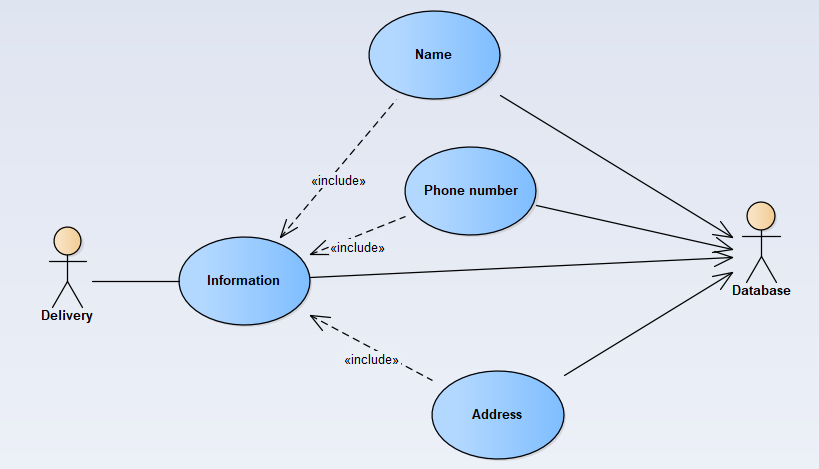 Name
«include»
Phone number
«include»
Information
Delivery
Database
«include»
Address